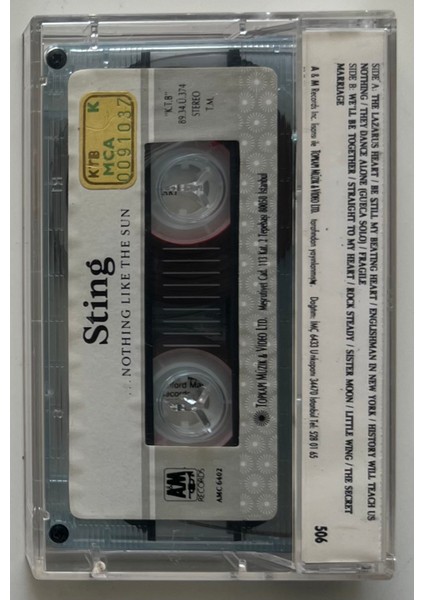 Sting
...NOTHING LIKE THE SUN
KTB
K
MCA
0091037
"K.T.B"
89.34.Ü.374
STEREO
T.M.
A&M
RECORDS
AMC 6402
TOPKAPI MÜZİK & VİDEO LTD. Meşrutiyet Cad. 113 Kat. 2 Tepebaşı 80050 İstanbul
SIDE A: THE LAZARUS HEART / BE STILL MY BEATING HEART / ENGLISHMAN IN NEW YORK / HISTORY WILL TEACH US
NOTHING / THEY DANCE ALONE (GUECA SOLO) / FRAGILE
SIDE B: WE'LL BE TOGETHER / STRAIGHT TO MY HEART / ROCK STEADY / SISTER MOON / LITTLE WING / THE SECRET
MARRIAGE
A & M Records Inc. lisansı ile TOPKAPI MÜZİK & VİDEO LTD. tarafından yayınlanmıştır. Dağıtım: İMÇ 6433 Unkapanı 34470 İstanbul Tel: 528 01 65
506